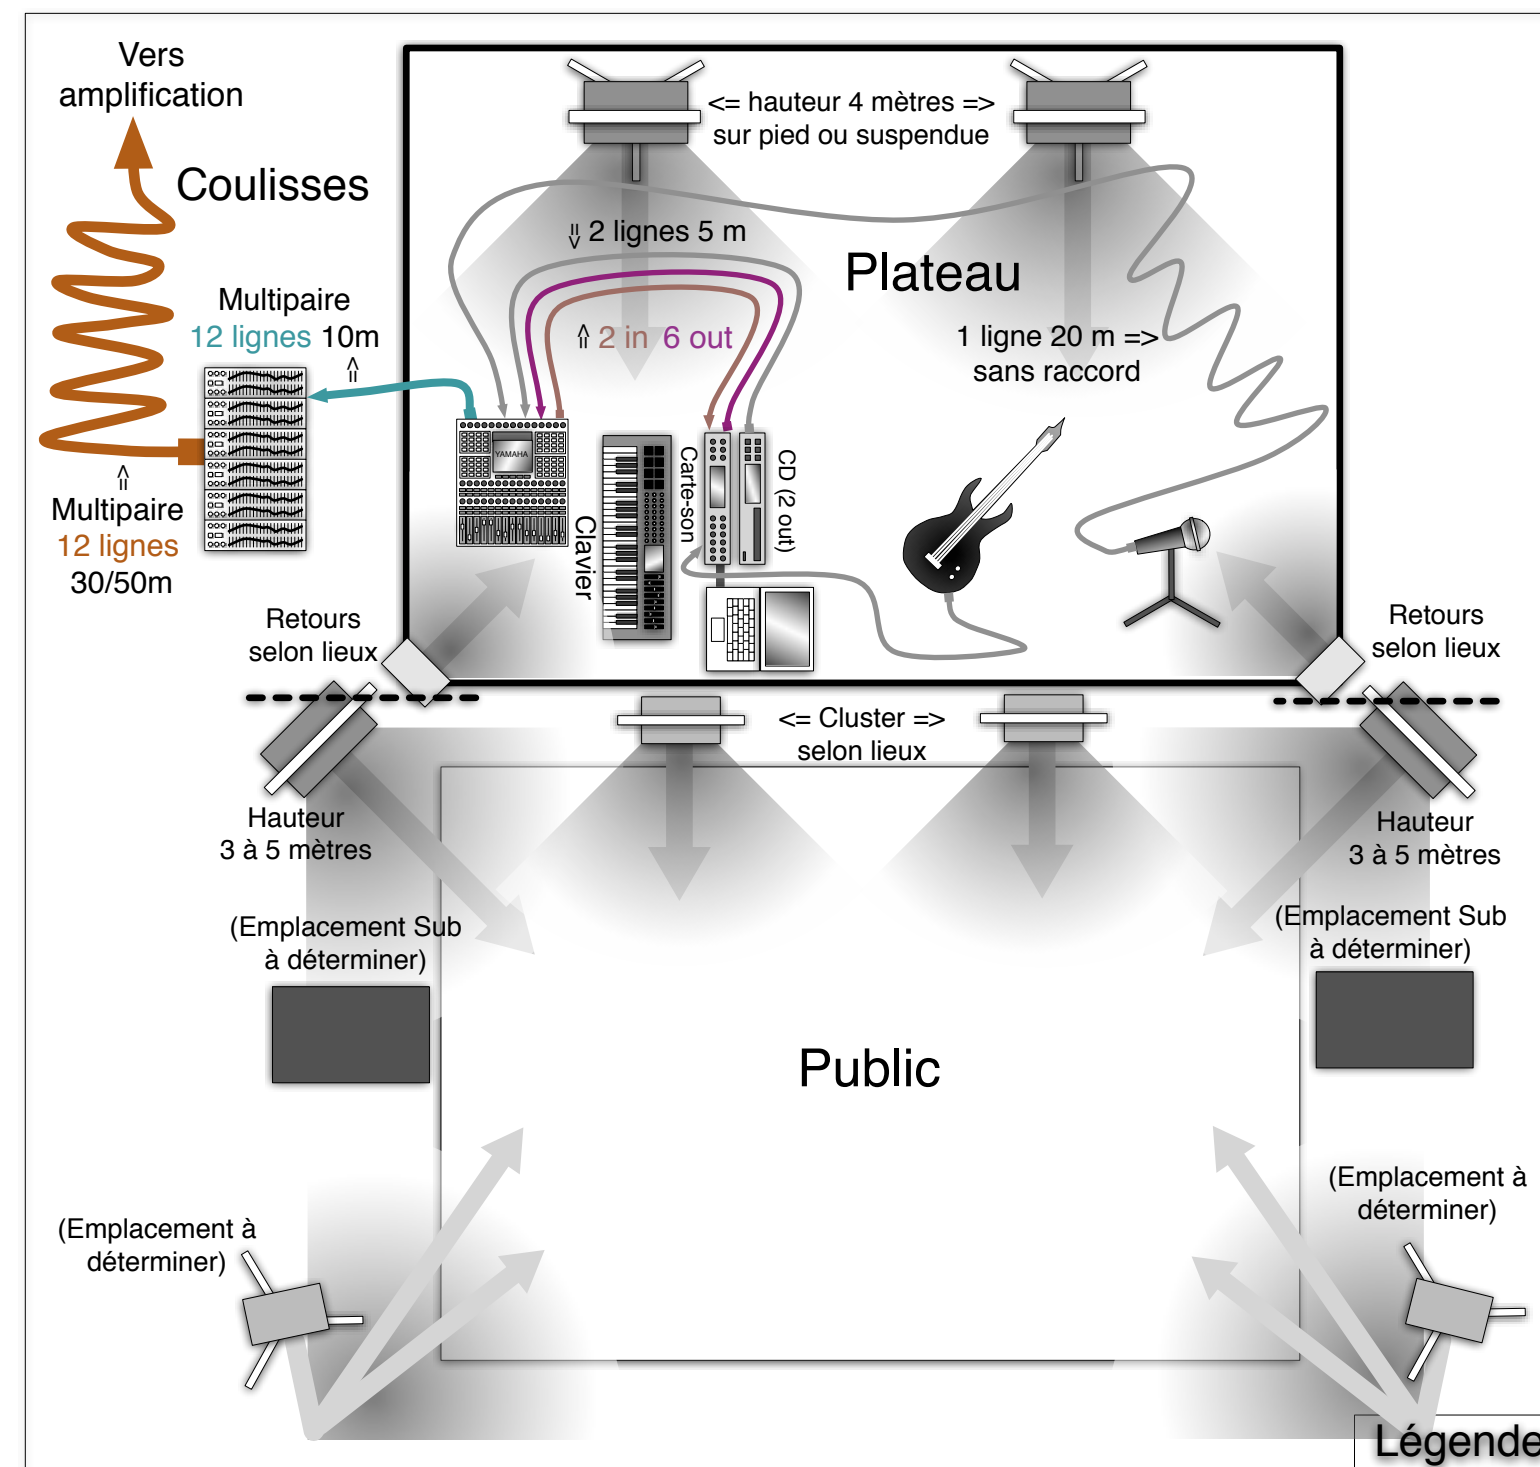 Vers
amplification
Coulisses
<= hauteur 4 mètres =>
sur pied ou suspendue
=> 2 lignes 5 m
Plateau
Multipaire
12 lignes 10m
=>
=> 2 in 6 out
1 ligne 20 m =>
sans raccord
YAMAHA
Clavier
Carte-son
CD (2 out)
=>
Multipaire
12 lignes
30/50m
Retours
selon lieux
Retours
selon lieux
<= Cluster =>
selon lieux
Hauteur
3 à 5 mètres
Hauteur
3 à 5 mètres
(Emplacement Sub
à déterminer)
(Emplacement Sub
à déterminer)
Public
(Emplacement à
déterminer)
(Emplacement à
déterminer)
Légende